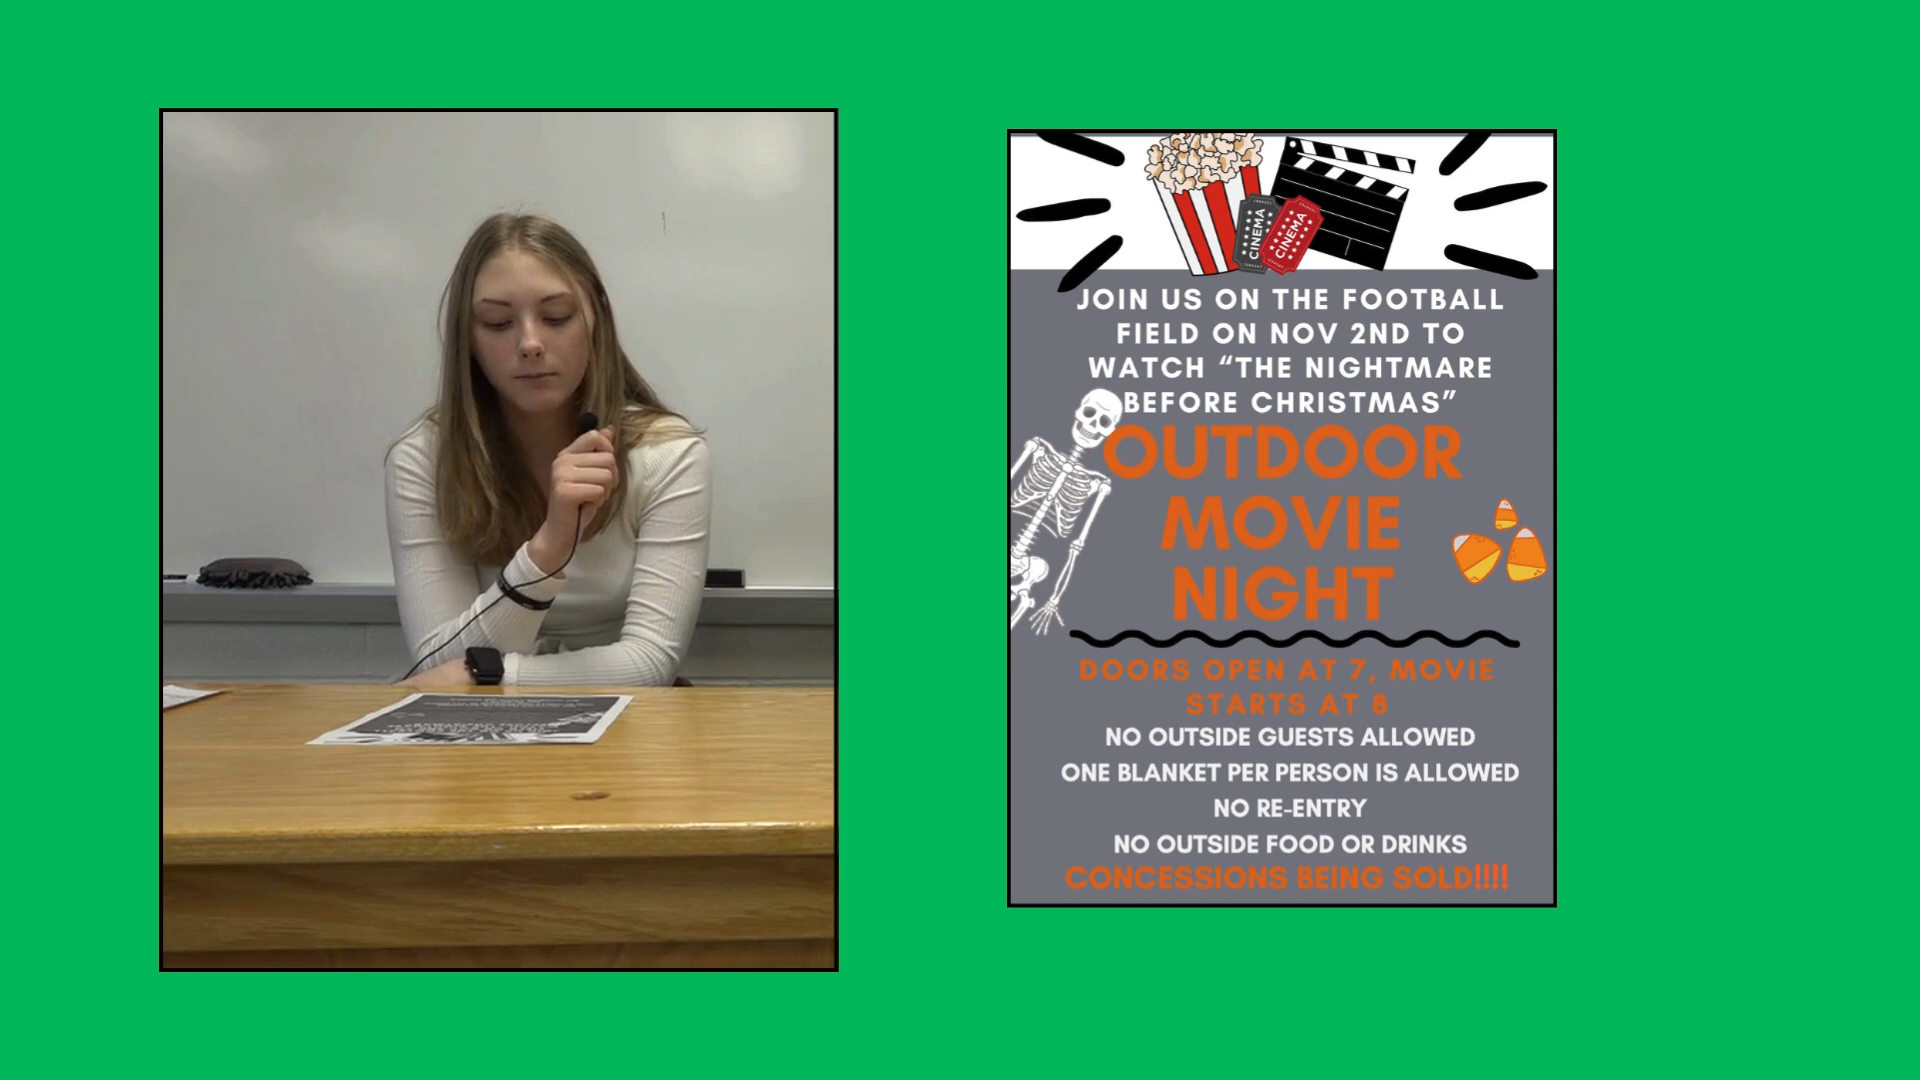 CINEMA
CINEMA
JOIN US ON THE FOOTBALL
FIELD ON NOV 2ND TO
WATCH “THE NIGHTMARE
BEFORE CHRISTMAS”
OUTDOOR
MOVIE
NIGHT
DOORS OPEN AT 7, MOVIE
STARTS AT 8
NO OUTSIDE GUESTS ALLOWED
ONE BLANKET PER PERSON IS ALLOWED
NO RE-ENTRY
NO OUTSIDE FOOD OR DRINKS
CONCESSIONS BEING SOLD!!!!